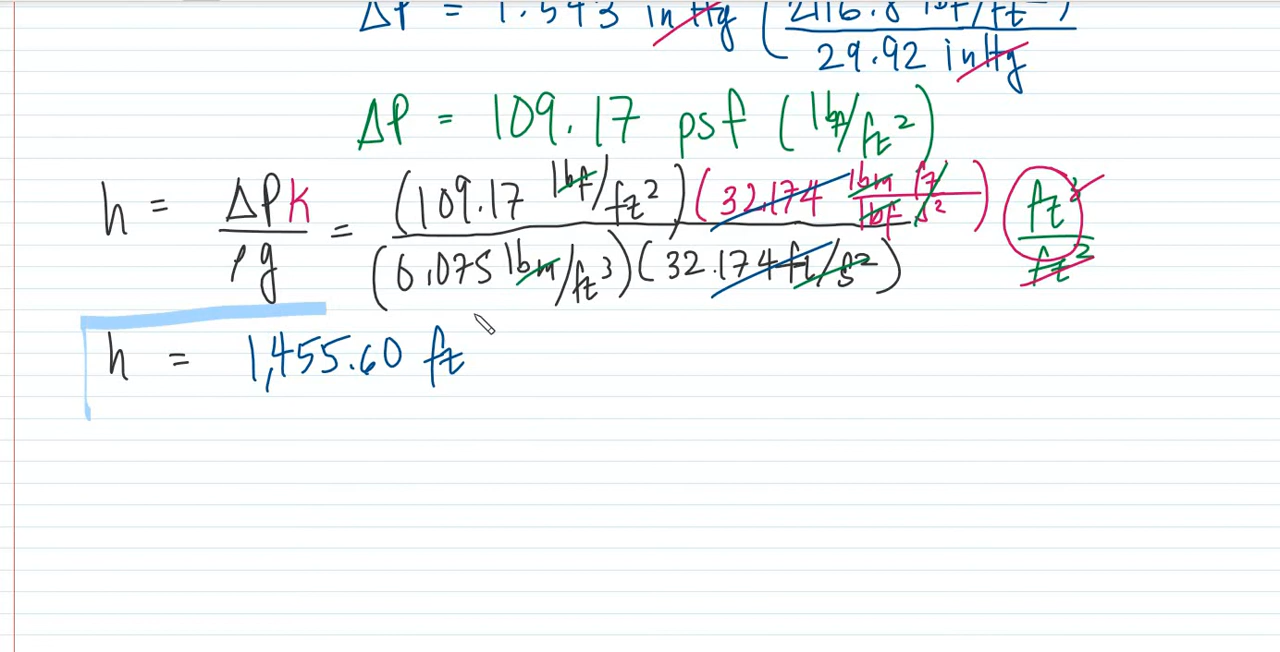 ΔP = 1.543 inHg (2116.8 lbf/ft²)
29.92 inHg
ΔP = 109.17 psf (lbf/ft²)
h = ΔPk = (109.17 lbf/ft²)(32.174 lbm ft) ft³
lbf s²
ρg (0.075 lbm/ft³)(32.174 ft/s²) ft²
h = 1,455.60 ft